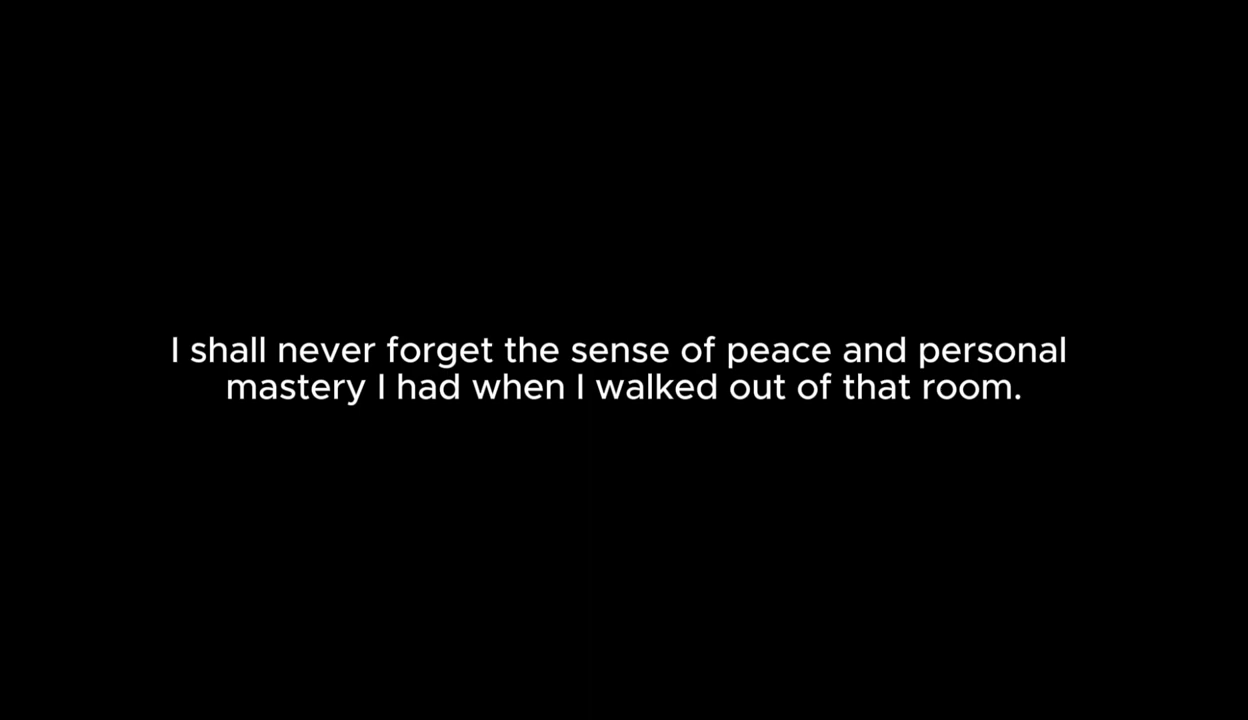 I shall never forget the sense of peace and personal
mastery I had when I walked out of that room.